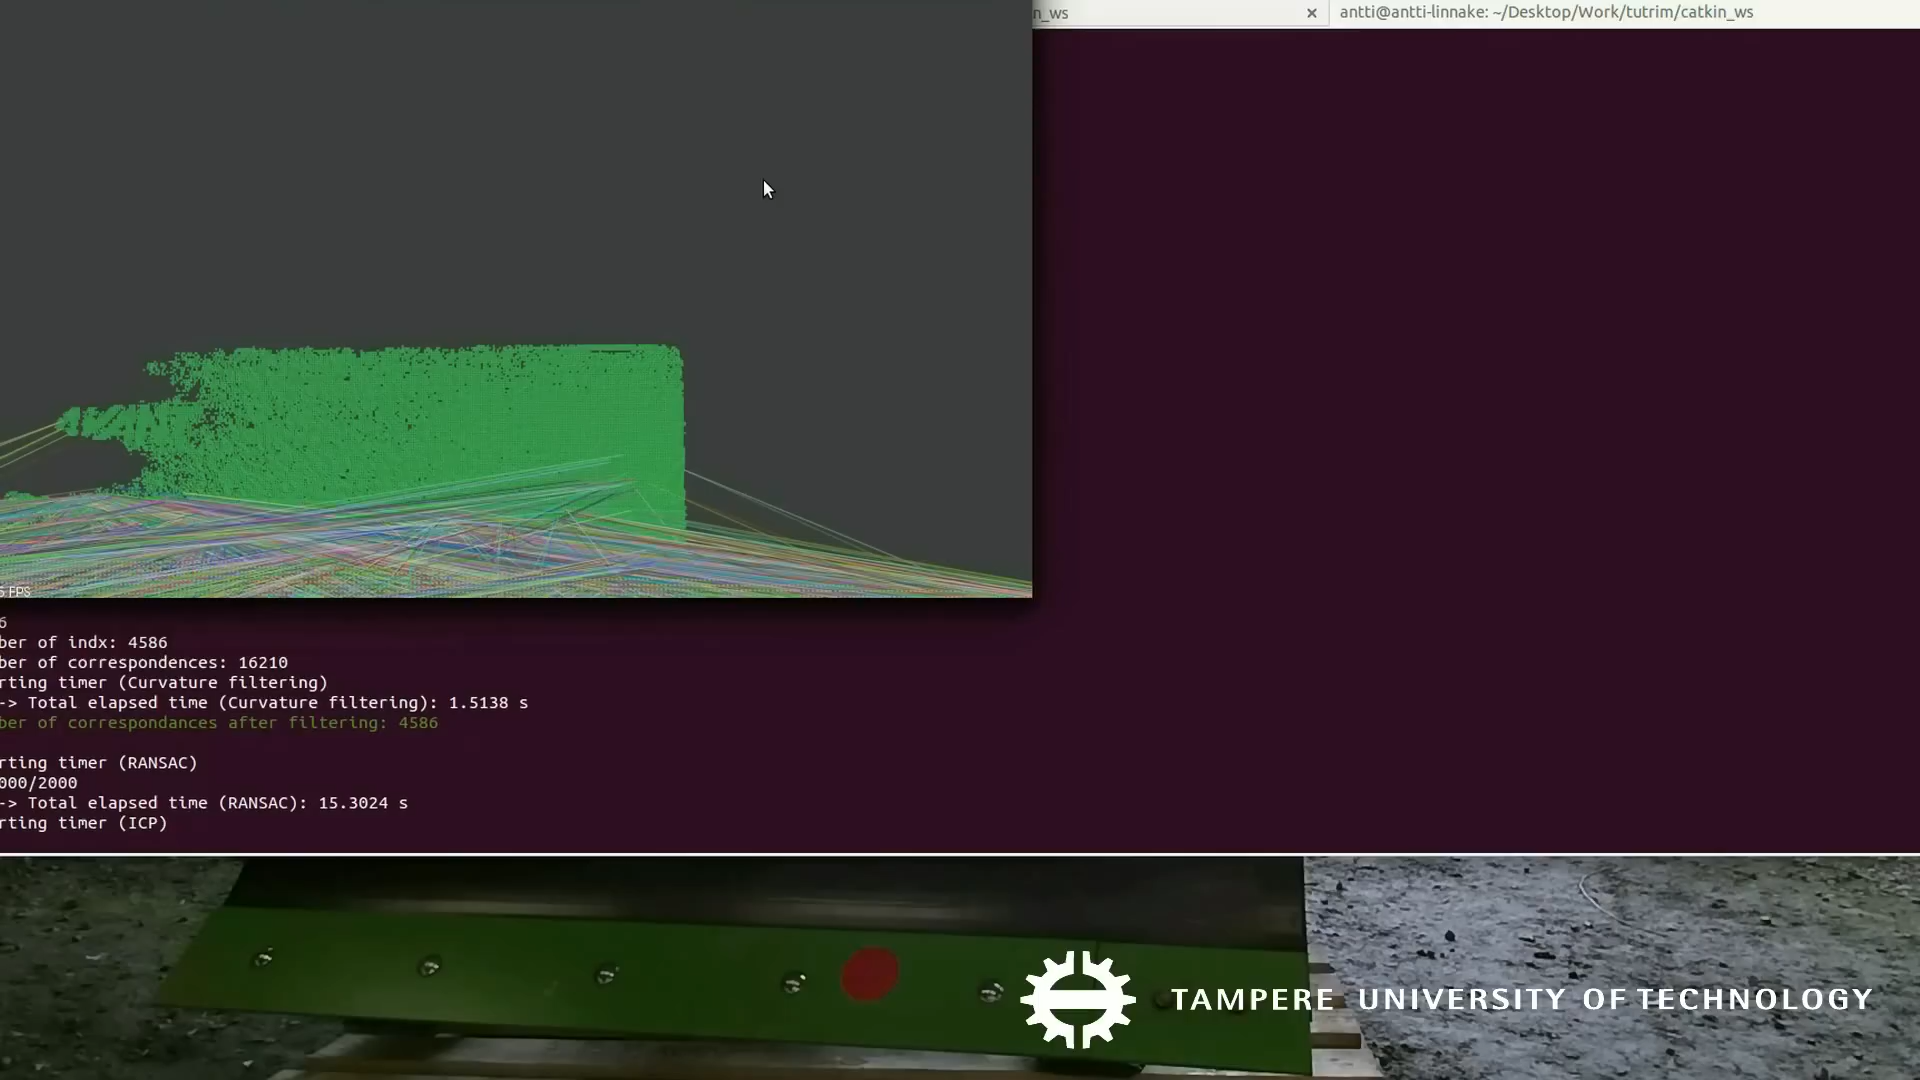 n_ws
antti@antti-linnake: ~/Desktop/Work/tutrim/catkin_ws
5 FPS
6
ber of indx: 4586
ber of correspondences: 16210
rting timer (Curvature filtering)
-> Total elapsed time (Curvature filtering): 1.5138 s
ber of correspondances after filtering: 4586
rting timer (RANSAC)
000/2000
-> Total elapsed time (RANSAC): 15.3024 s
rting timer (ICP)
TAMPERE UNIVERSITY OF TECHNOLOGY